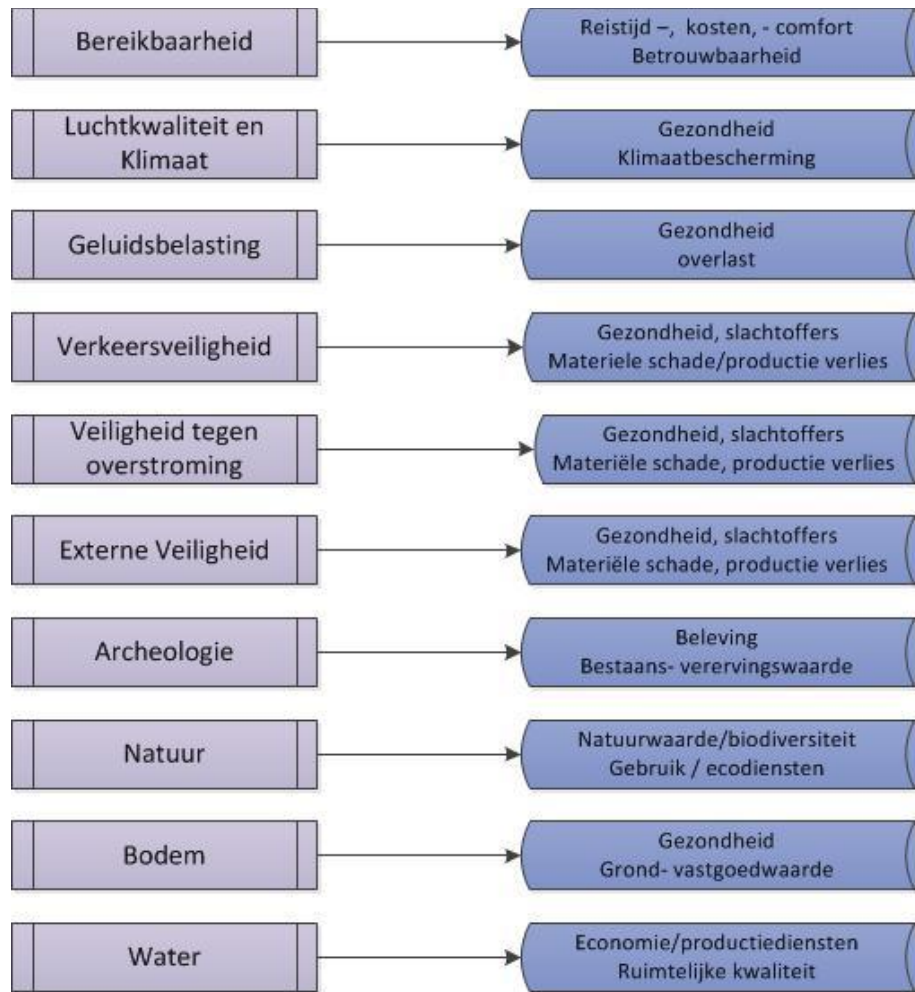 Bereikbaarheid
Reistijd –, kosten, - comfort
Betrouwbaarheid
Luchtkwaliteit en
Klimaat
Gezondheid
Klimaatbescherming
Geluidsbelasting
Gezondheid
overlast
Verkeersveiligheid
Gezondheid, slachtoffers
Materiele schade/productie verlies
Veiligheid tegen
overstroming
Gezondheid, slachtoffers
Materiële schade, productie verlies
Externe Veiligheid
Gezondheid, slachtoffers
Materiële schade, productie verlies
Archeologie
Beleving
Bestaans- verervingswaarde
Natuur
Natuurwaarde/biodiversiteit
Gebruik / ecodiensten
Bodem
Gezondheid
Grond- vastgoedwaarde
Water
Economie/productiediensten
Ruimtelijke kwaliteit